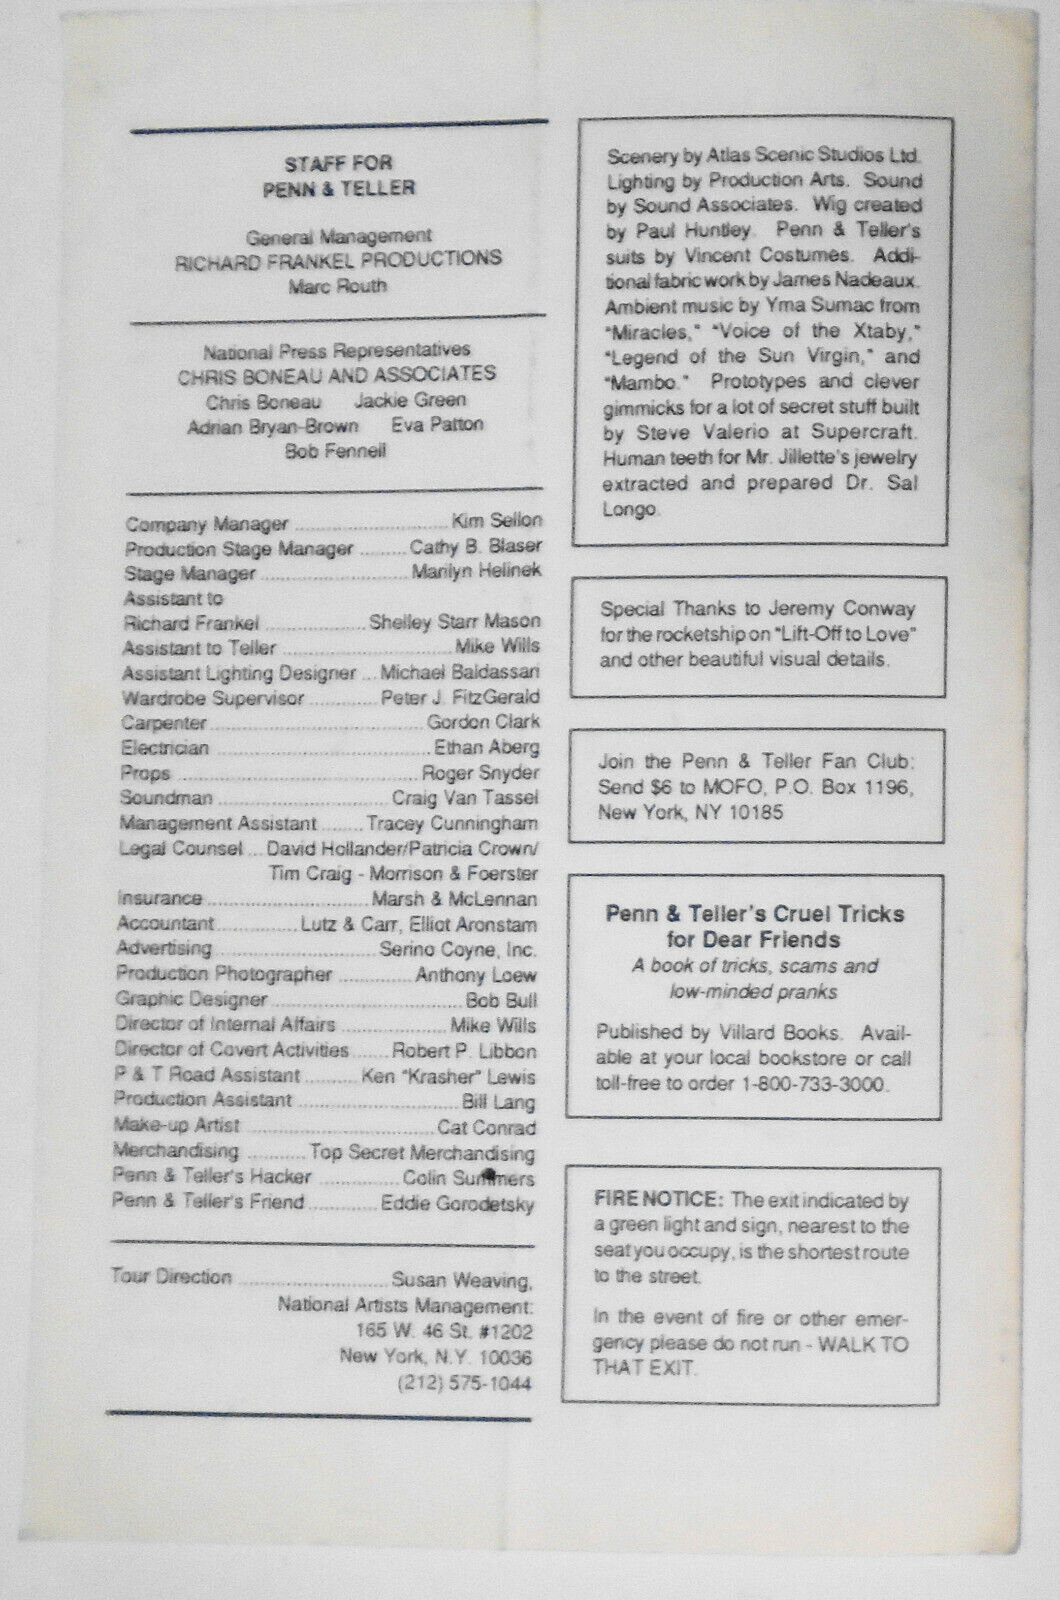 STAFF FOR
PENN & TELLER
General Management
RICHARD FRANKEL PRODUCTIONS
Marc Routh
National Press Representatives
CHRIS BONEAU AND ASSOCIATES
Chris Boneau Jackie Green
Adrian Bryan-Brown Eva Patton
Bob Fennell
Company Manager ............................ Kim Sellon
Production Stage Manager ......... Cathy B. Blaser
Stage Manager ............................ Marilyn Helinek
Assistant to
Richard Frankel ................... Shelley Starr Mason
Assistant to Teller ................................ Mike Wills
Assistant Lighting Designer ... Michael Baldassari
Wardrobe Supervisor ............. Peter J. FitzGerald
Carpenter ........................................ Gordon Clark
Electrician ....................................... Ethan Aberg
Props ............................................ Roger Snyder
Soundman ............................... Craig Van Tassel
Management Assistant ........ Tracey Cunningham
Legal Counsel ... David Hollander/Patricia Crown/
Tim Craig - Morrison & Foerster
Insurance .............................. Marsh & McLennan
Accountant ............... Lutz & Carr, Elliot Aronstam
Advertising .............................. Serino Coyne, Inc.
Production Photographer ............. Anthony Loew
Graphic Designer ................................... Bob Bull
Director of Internal Affairs ................... Mike Wills
Director of Covert Activities ....... Robert P. Libbon
P & T Road Assistant .......... Ken "Krasher" Lewis
Production Assistant .............................. Bill Lang
Make-up Artist .................................... Cat Conrad
Merchandising ........... Top Secret Merchandising
Penn & Teller's Hacker ............... Colin Summers
Penn & Teller's Friend ............. Eddie Gorodetsky
Tour Direction ............................ Susan Weaving,
National Artists Management:
165 W. 46 St. #1202
New York, N.Y. 10036
(212) 575-1044
Scenery by Atlas Scenic Studios Ltd.
Lighting by Production Arts. Sound
by Sound Associates. Wig created
by Paul Huntley. Penn & Teller's
suits by Vincent Costumes. Addi-
tional fabric work by James Nadeaux.
Ambient music by Yma Sumac from
"Miracles," "Voice of the Xtaby,"
"Legend of the Sun Virgin," and
"Mambo." Prototypes and clever
gimmicks for a lot of secret stuff built
by Steve Valerio at Supercraft.
Human teeth for Mr. Jillette's jewelry
extracted and prepared Dr. Sal
Longo.
Special Thanks to Jeremy Conway
for the rocketship on "Lift-Off to Love"
and other beautiful visual details.
Join the Penn & Teller Fan Club:
Send $6 to MOFO, P.O. Box 1196,
New York, NY 10185
Penn & Teller's Cruel Tricks
for Dear Friends
A book of tricks, scams and
low-minded pranks
Published by Villard Books. Avail-
able at your local bookstore or call
toll-free to order 1-800-733-3000.
FIRE NOTICE: The exit indicated by
a green light and sign, nearest to the
seat you occupy, is the shortest route
to the street.
In the event of fire or other emer-
gency please do not run - WALK TO
THAT EXIT.